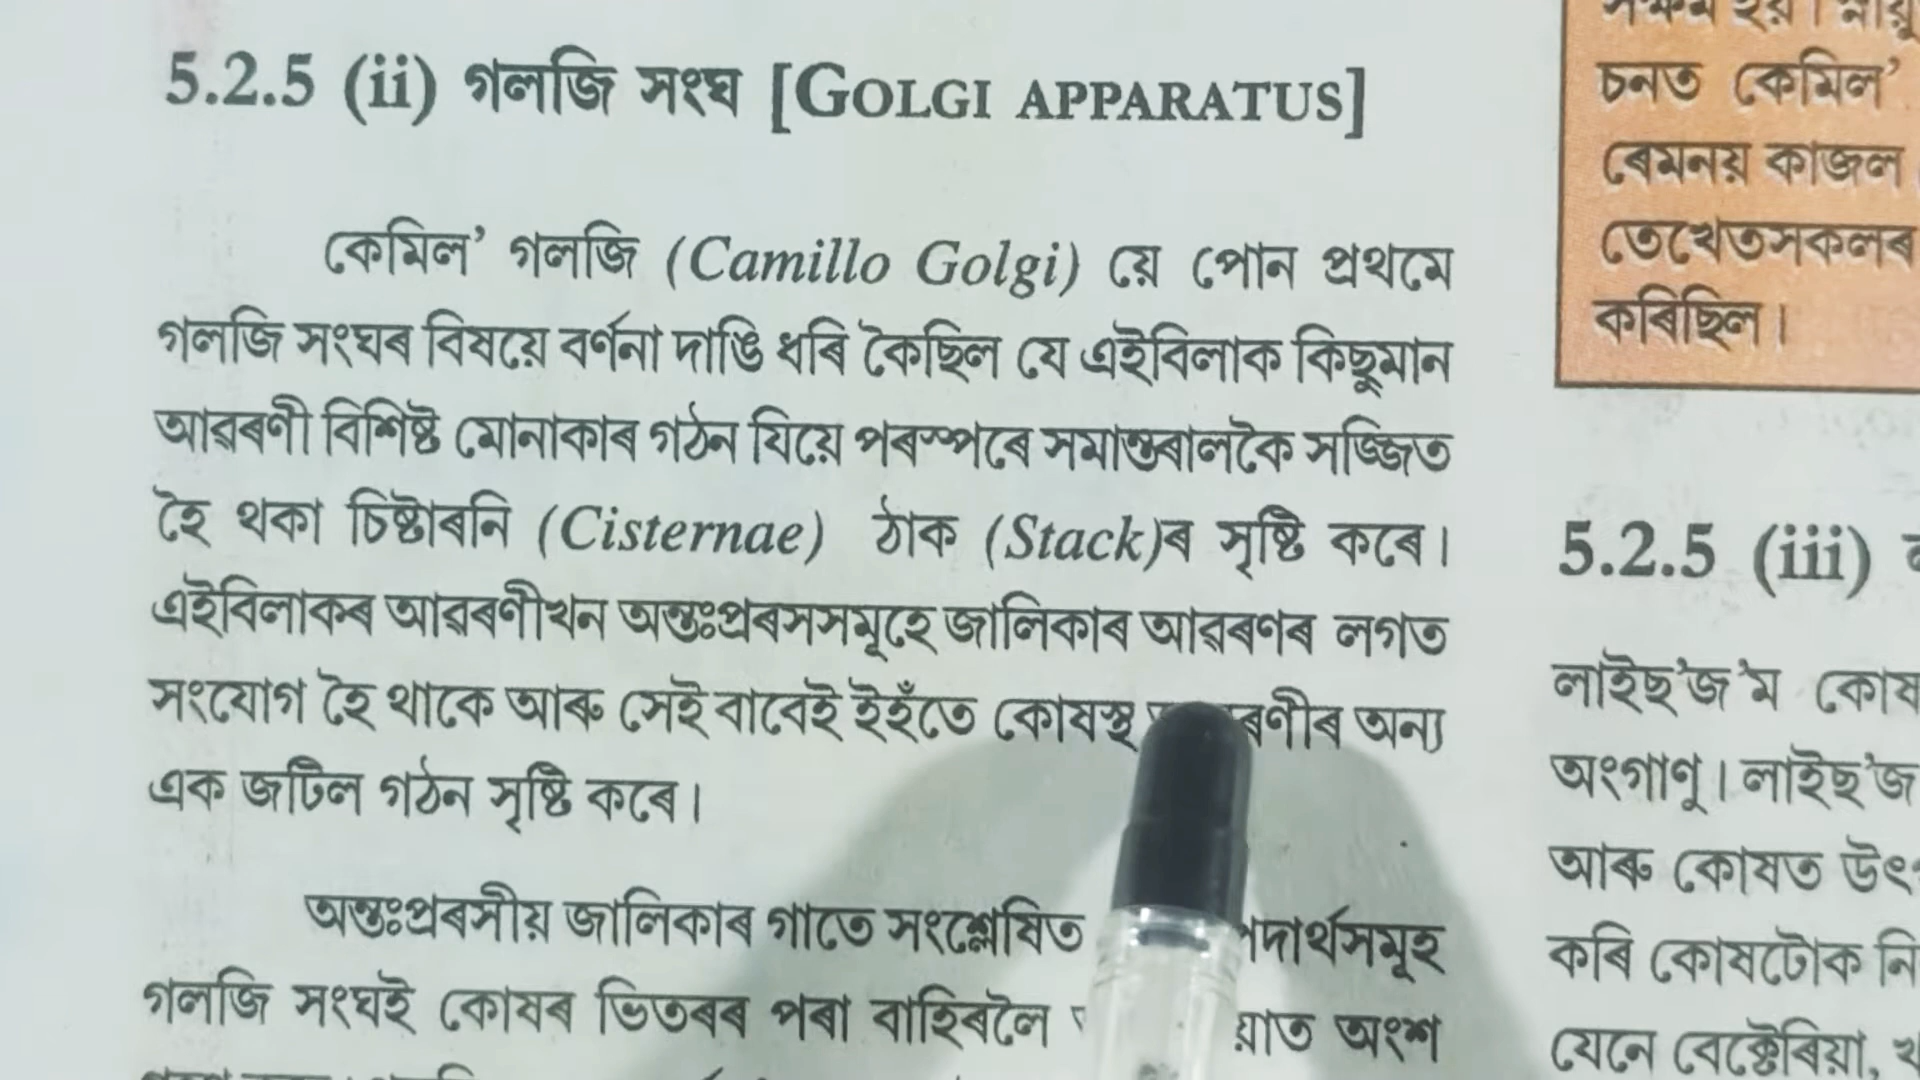 5.2.5 (ii) গলজি সংঘ [GOLGI APPARATUS]
কেমিল’ গলজি (Camillo Golgi) য়ে পোন প্ৰথমে
গলজি সংঘৰ বিষয়ে বৰ্ণনা দাঙি ধৰি কৈছিল যে এইবিলাক কিছুমান
আৱৰণী বিশিষ্ট মোনাকাৰ গঠন যিয়ে পৰস্পৰে সমান্তৰালকৈ সজ্জিত
হৈ থকা চিষ্টাৰনি (Cisternae) ঠাক (Stack)ৰ সৃষ্টি কৰে।
এইবিলাকৰ আৱৰণীখন অন্তঃপ্ৰৰসসমূহে জালিকাৰ আৱৰণৰ লগত
সংযোগ হৈ থাকে আৰু সেই বাবেই ইহঁতে কোষস্থ অন্য
এক জটিল গঠন সৃষ্টি কৰে।
অন্তঃপ্ৰৰসীয় জালিকাৰ গাতে সংশ্লেষিত
গলজি সংঘই কোষৰ ভিতৰৰ পৰা বাহিৰলৈ অংশ
চনত কেমিল’
ৰেমনয় কাজল
তেখেতসকলৰ
কৰিছিল।
5.2.5 (iii)
লাইছ’জ’ম কোষ
অংগাণু। লাইছ’জ
আৰু কোষত
কৰি কোষটোক
যেনে বেক্টেৰিয়া,